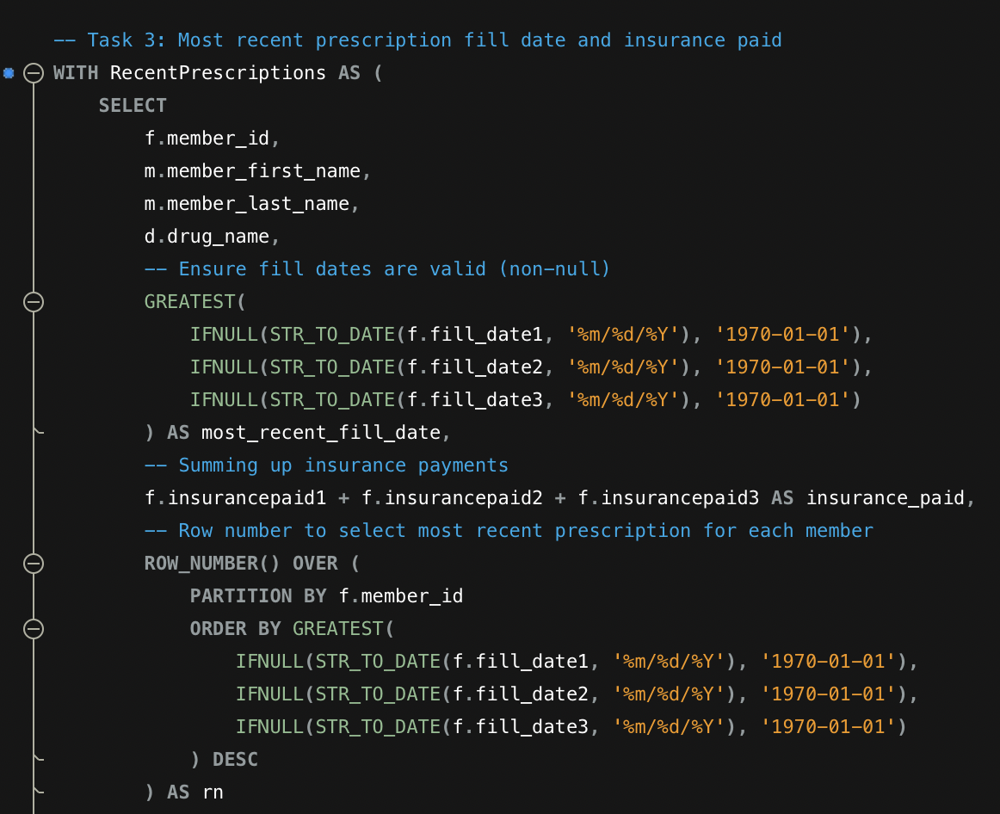 -- Task 3: Most recent prescription fill date and insurance paid
WITH RecentPrescriptions AS (
    SELECT
        f.member_id,
        m.member_first_name,
        m.member_last_name,
        d.drug_name,
        -- Ensure fill dates are valid (non-null)
        GREATEST(
            IFNULL(STR_TO_DATE(f.fill_date1, '%m/%d/%Y'), '1970-01-01'),
            IFNULL(STR_TO_DATE(f.fill_date2, '%m/%d/%Y'), '1970-01-01'),
            IFNULL(STR_TO_DATE(f.fill_date3, '%m/%d/%Y'), '1970-01-01')
        ) AS most_recent_fill_date,
        -- Summing up insurance payments
        f.insurancepaid1 + f.insurancepaid2 + f.insurancepaid3 AS insurance_paid,
        -- Row number to select most recent prescription for each member
        ROW_NUMBER() OVER (
            PARTITION BY f.member_id
            ORDER BY GREATEST(
                IFNULL(STR_TO_DATE(f.fill_date1, '%m/%d/%Y'), '1970-01-01'),
                IFNULL(STR_TO_DATE(f.fill_date2, '%m/%d/%Y'), '1970-01-01'),
                IFNULL(STR_TO_DATE(f.fill_date3, '%m/%d/%Y'), '1970-01-01')
            ) DESC
        ) AS rn